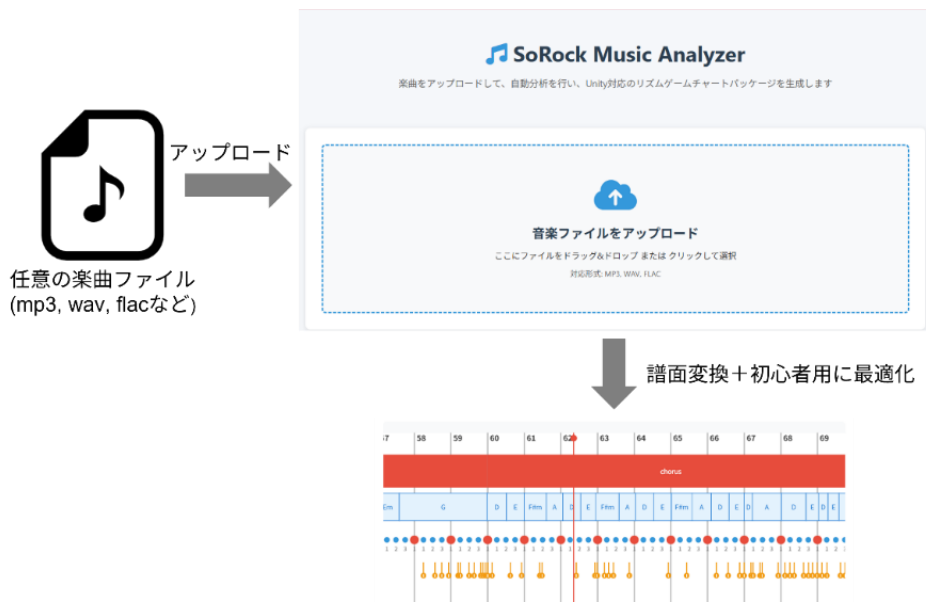 SoRock Music Analyzer
楽曲をアップロードして、自動分析を行い、Unity対応のリズムゲームチャートパッケージを生成します
アップロード
音楽ファイルをアップロード
ここにファイルをドラッグ&ドロップ または クリックして選択
対応形式: MP3, WAV, FLAC
任意の楽曲ファイル
(mp3, wav, flacなど)
譜面変換＋初心者用に最適化
58 59 60 61 62 63 64 65 66 67 68 69
chorus
Em G D E F#m A D E F#m A D E F#m A D E D A D E D E